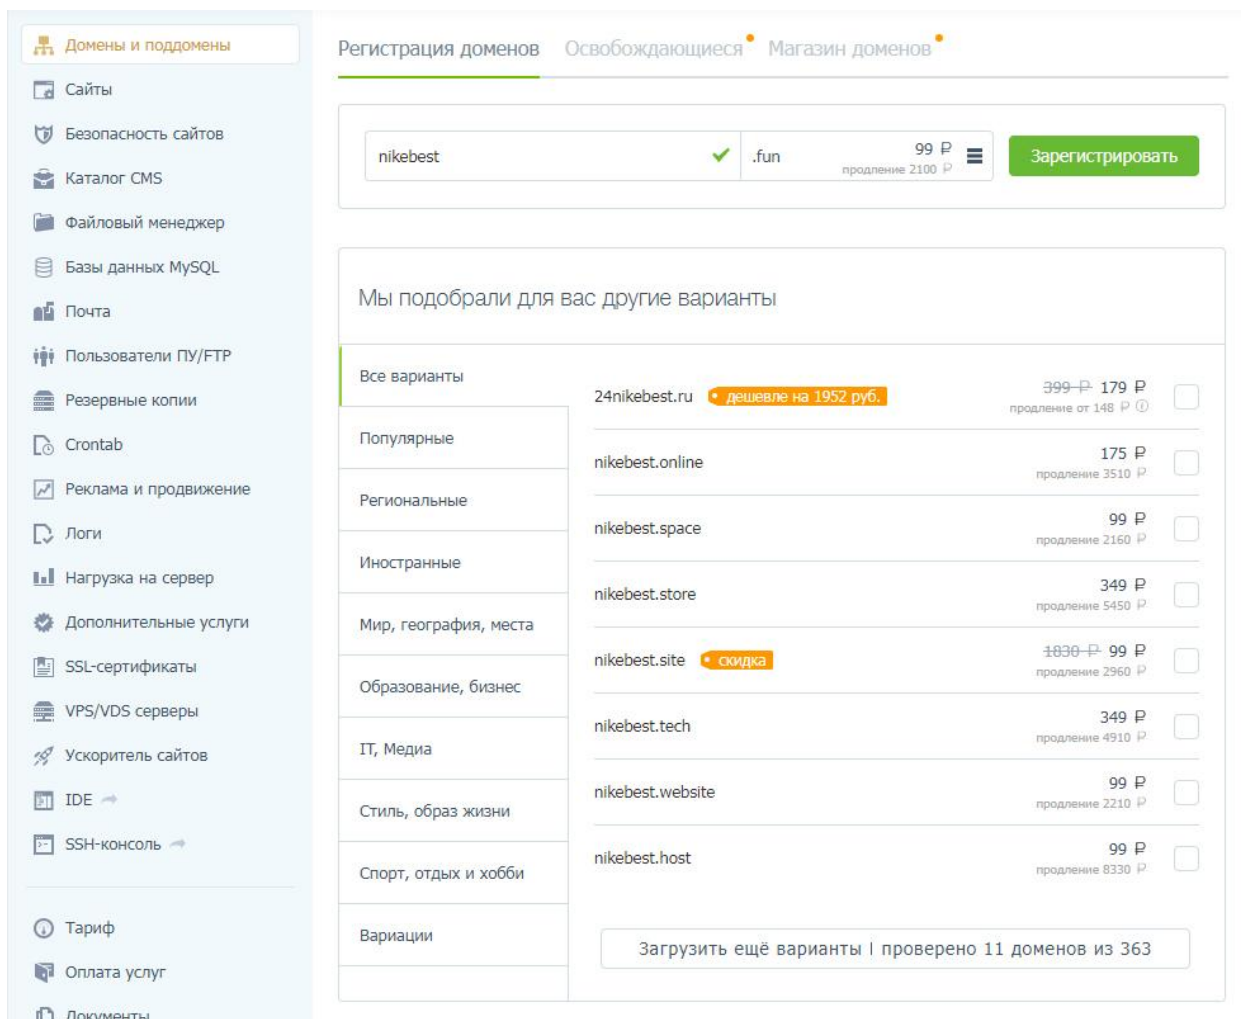 Домены и поддомены
Сайты
Безопасность сайтов
Каталог CMS
Файловый менеджер
Базы данных MySQL
Почта
Пользователи ПУ/FTP
Резервные копии
Crontab
Реклама и продвижение
Логи
Нагрузка на сервер
Дополнительные услуги
SSL-сертификаты
VPS/VDS серверы
Ускоритель сайтов
IDE
SSH-консоль
Тариф
Оплата услуг
Документы
Регистрация доменов Освобождающиеся Магазин доменов
nikebest .fun 99 ₽ Зарегистрировать
продление 2100 ₽
Мы подобрали для вас другие варианты
Все варианты
Популярные
Региональные
Иностранные
Мир, география, места
Образование, бизнес
IT, Медиа
Стиль, образ жизни
Спорт, отдых и хобби
Вариации
24nikebest.ru дешевле на 1952 руб. 399 ₽ 179 ₽
продление от 148 ₽
nikebest.online 175 ₽
продление 3510 ₽
nikebest.space 99 ₽
продление 2160 ₽
nikebest.store 349 ₽
продление 5450 ₽
nikebest.site скидка 1830 ₽ 99 ₽
продление 2960 ₽
nikebest.tech 349 ₽
продление 4910 ₽
nikebest.website 99 ₽
продление 2210 ₽
nikebest.host 99 ₽
продление 8330 ₽
Загрузить ещё варианты | проверено 11 доменов из 363